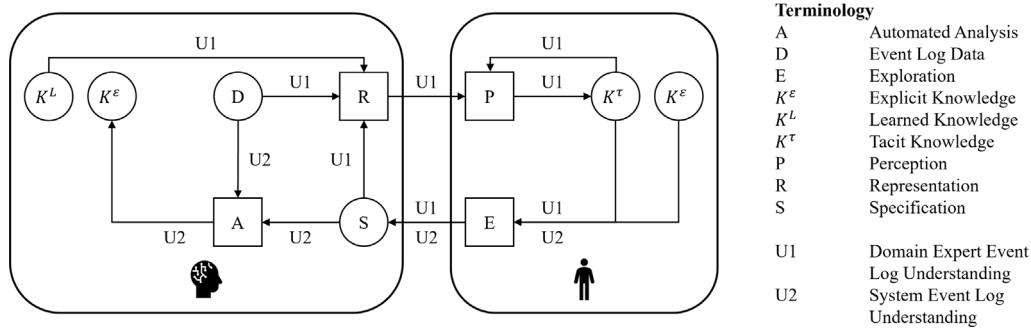 U1
U1
K^L
K^ε
D
U1
R
U1
P
U1
K^τ
K^ε
U2
U1
A
U2
U2
S
U1
U2
E
U1
U2
Terminology
A Automated Analysis
D Event Log Data
E Exploration
K^ε Explicit Knowledge
K^L Learned Knowledge
K^τ Tacit Knowledge
P Perception
R Representation
S Specification
U1 Domain Expert Event
Log Understanding
U2 System Event Log
Understanding